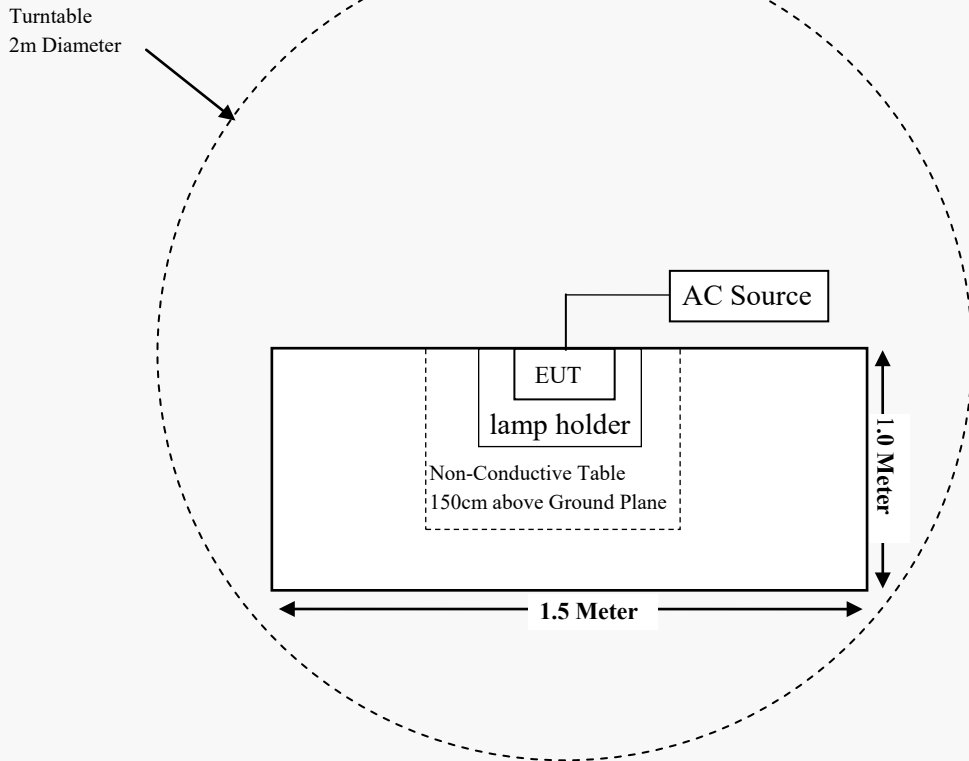 Turntable
2m Diameter
AC Source
EUT
lamp holder
Non-Conductive Table
150cm above Ground Plane
1.0 Meter
1.5 Meter